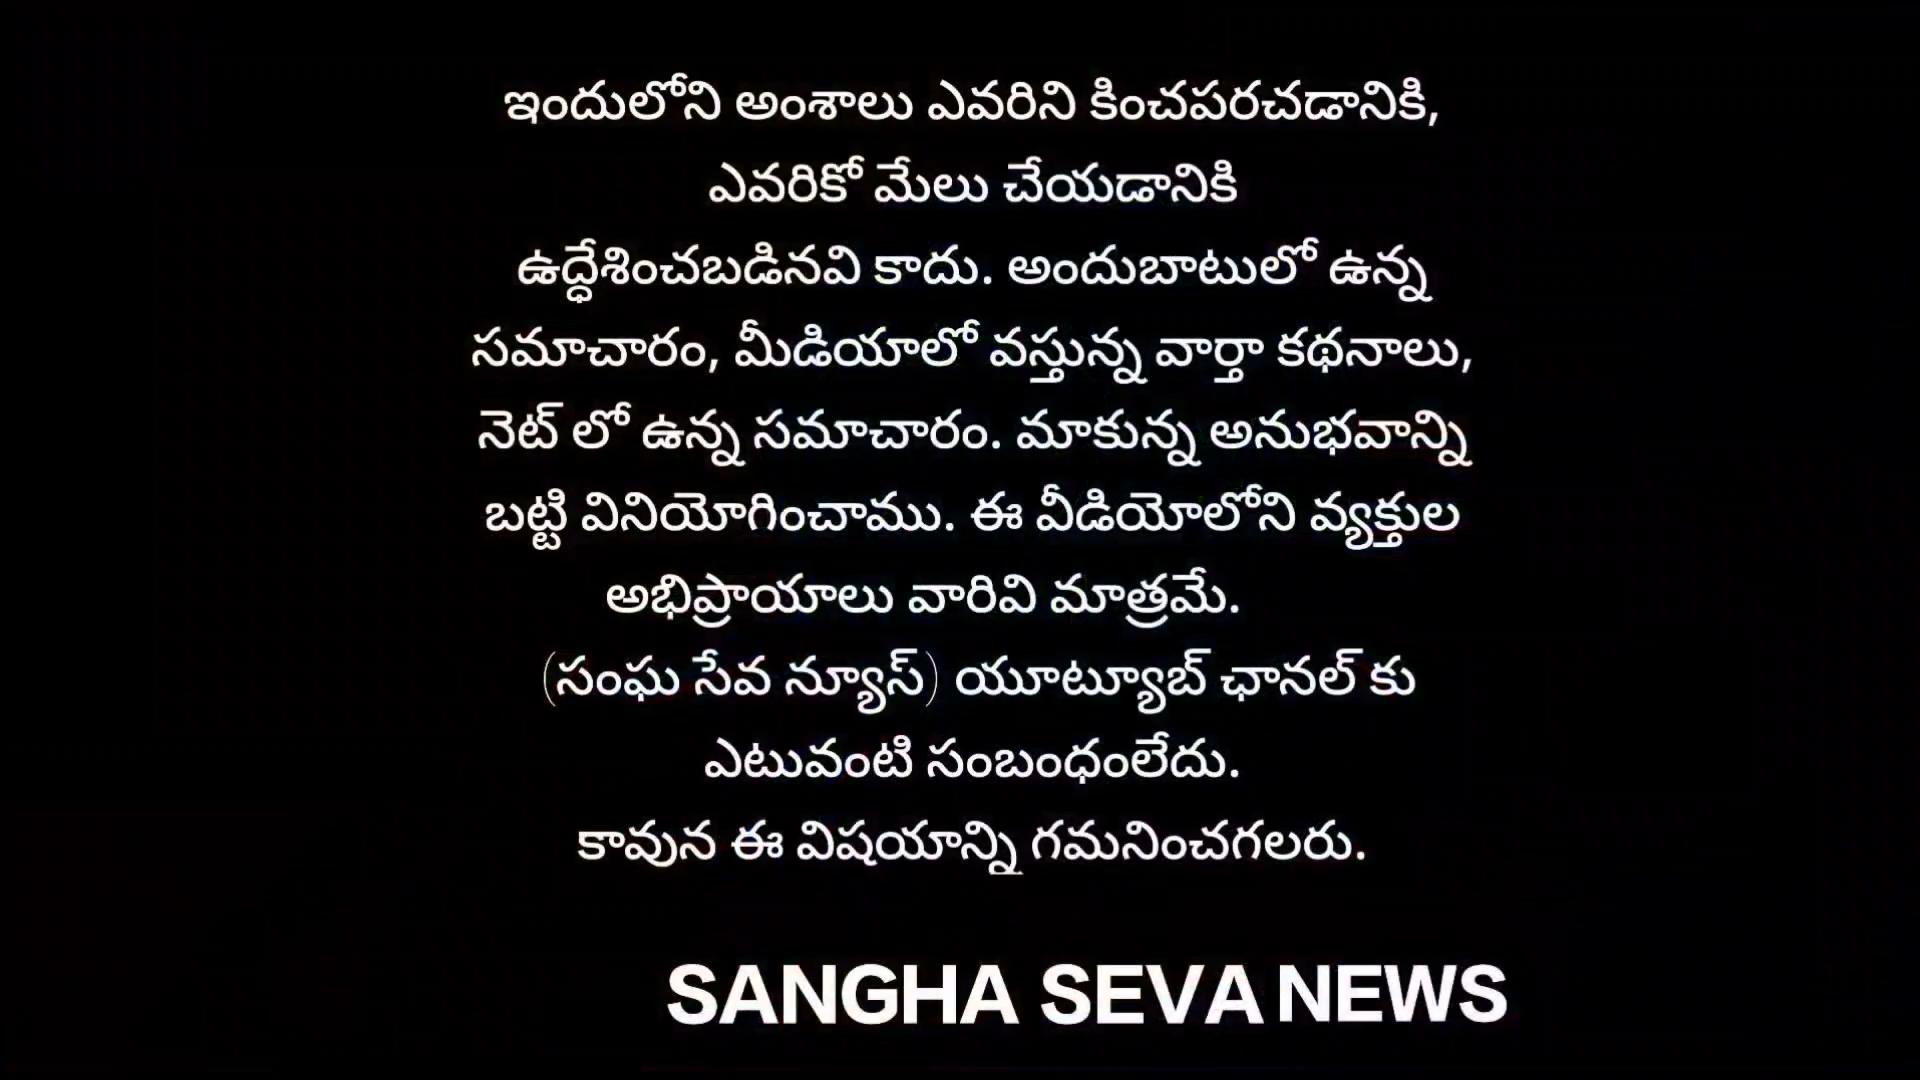 ఇందులోని అంశాలు ఎవరిని కించపరచడానికి,
ఎవరికో మేలు చేయడానికి
ఉద్ధేశించబడినవి కాదు. అందుబాటులో ఉన్న
సమాచారం, మీడియాలో వస్తున్న వార్తా కథనాలు,
నెట్ లో ఉన్న సమాచారం. మాకున్న అనుభవాన్ని
బట్టి వినియోగించాము. ఈ వీడియోలోని వ్యక్తుల
అభిప్రాయాలు వారివి మాత్రమే.
(సంఘ సేవ న్యూస్) యూట్యూబ్ ఛానల్ కు
ఎటువంటి సంబంధంలేదు.
కావున ఈ విషయాన్ని గమనించగలరు.
SANGHA SEVA NEWS